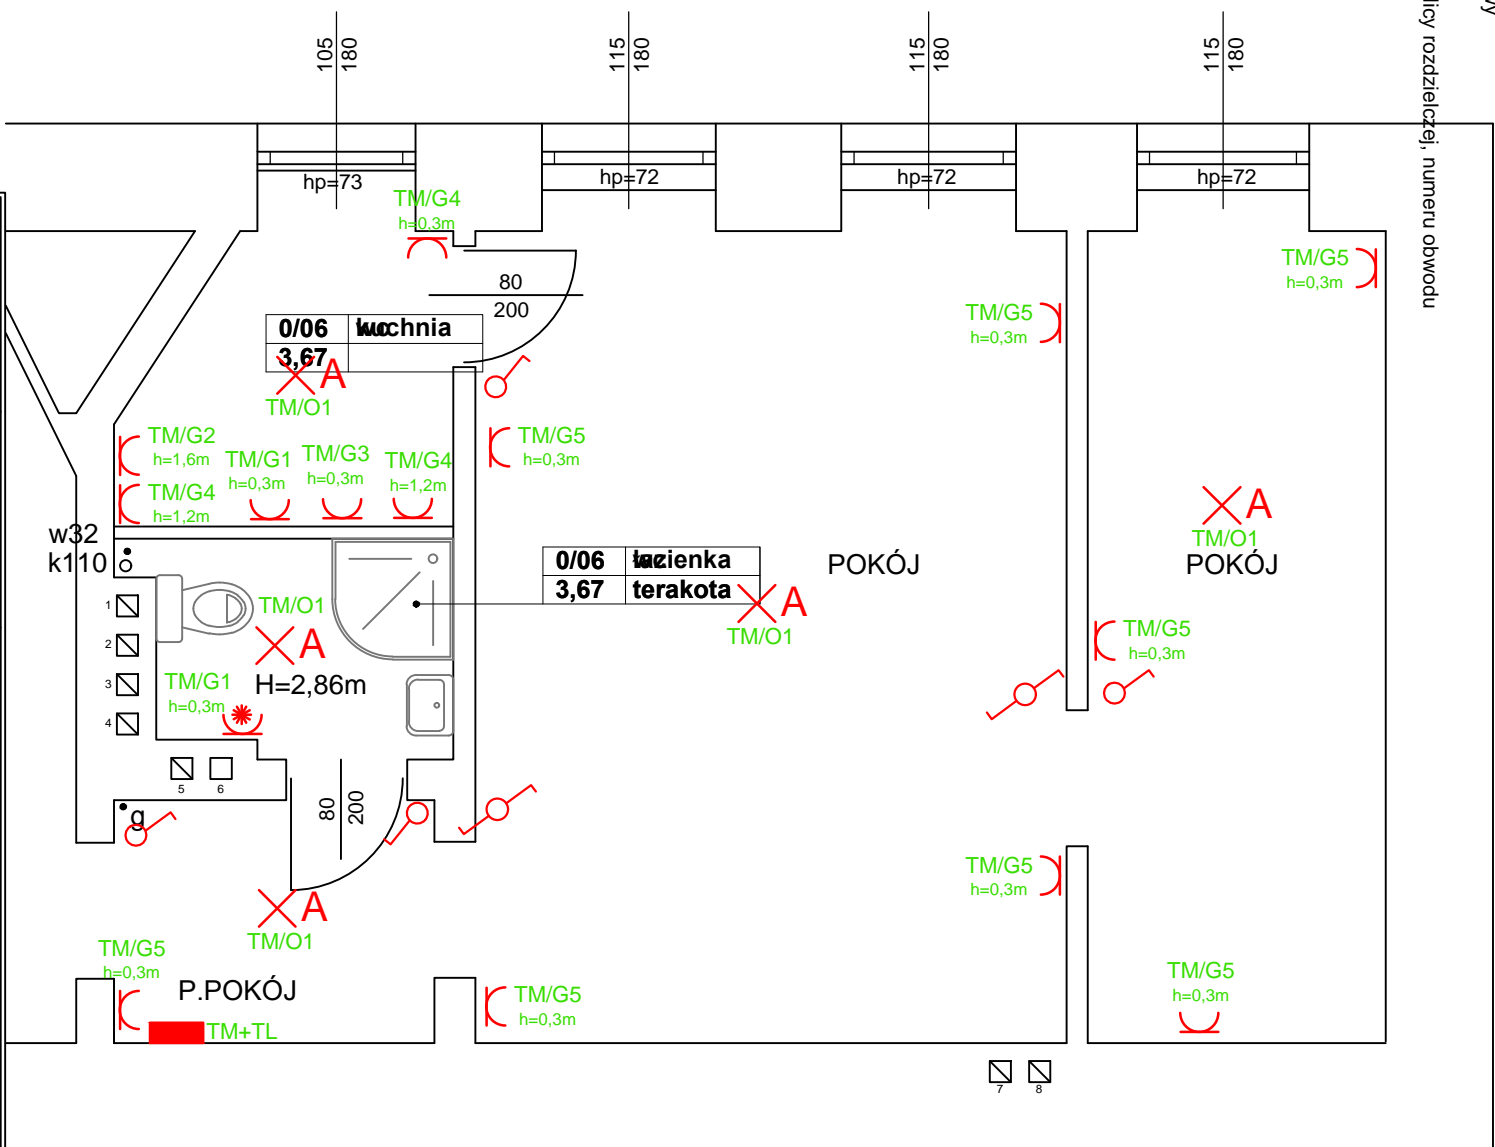 105
180
115
180
115
180
115
180
licy rozdzielczej, numeru obwodu
hp=73
hp=72
hp=72
hp=72
TM/G4
h=0,3m
80
200
TM/G5
h=0,3m
TM/G5
h=0,3m
0/06 kuchnia
3,67
A
TM/O1
TM/G2
h=1,6m
TM/G1
h=0,3m
TM/G3
h=0,3m
TM/G4
h=1,2m
TM/G4
h=1,2m
TM/G5
h=0,3m
A
TM/O1
POKÓJ
POKÓJ
w32
k110
0/06 łazienka
3,67 terakota
A
TM/O1
1
2
3
4
TM/O1
A
H=2,86m
TM/G1
h=0,3m
TM/G5
h=0,3m
5
6
80
200
g
A
TM/O1
TM/G5
h=0,3m
TM/G5
h=0,3m
P.POKÓJ
TM+TL
TM/G5
h=0,3m
TM/G5
h=0,3m
7
8